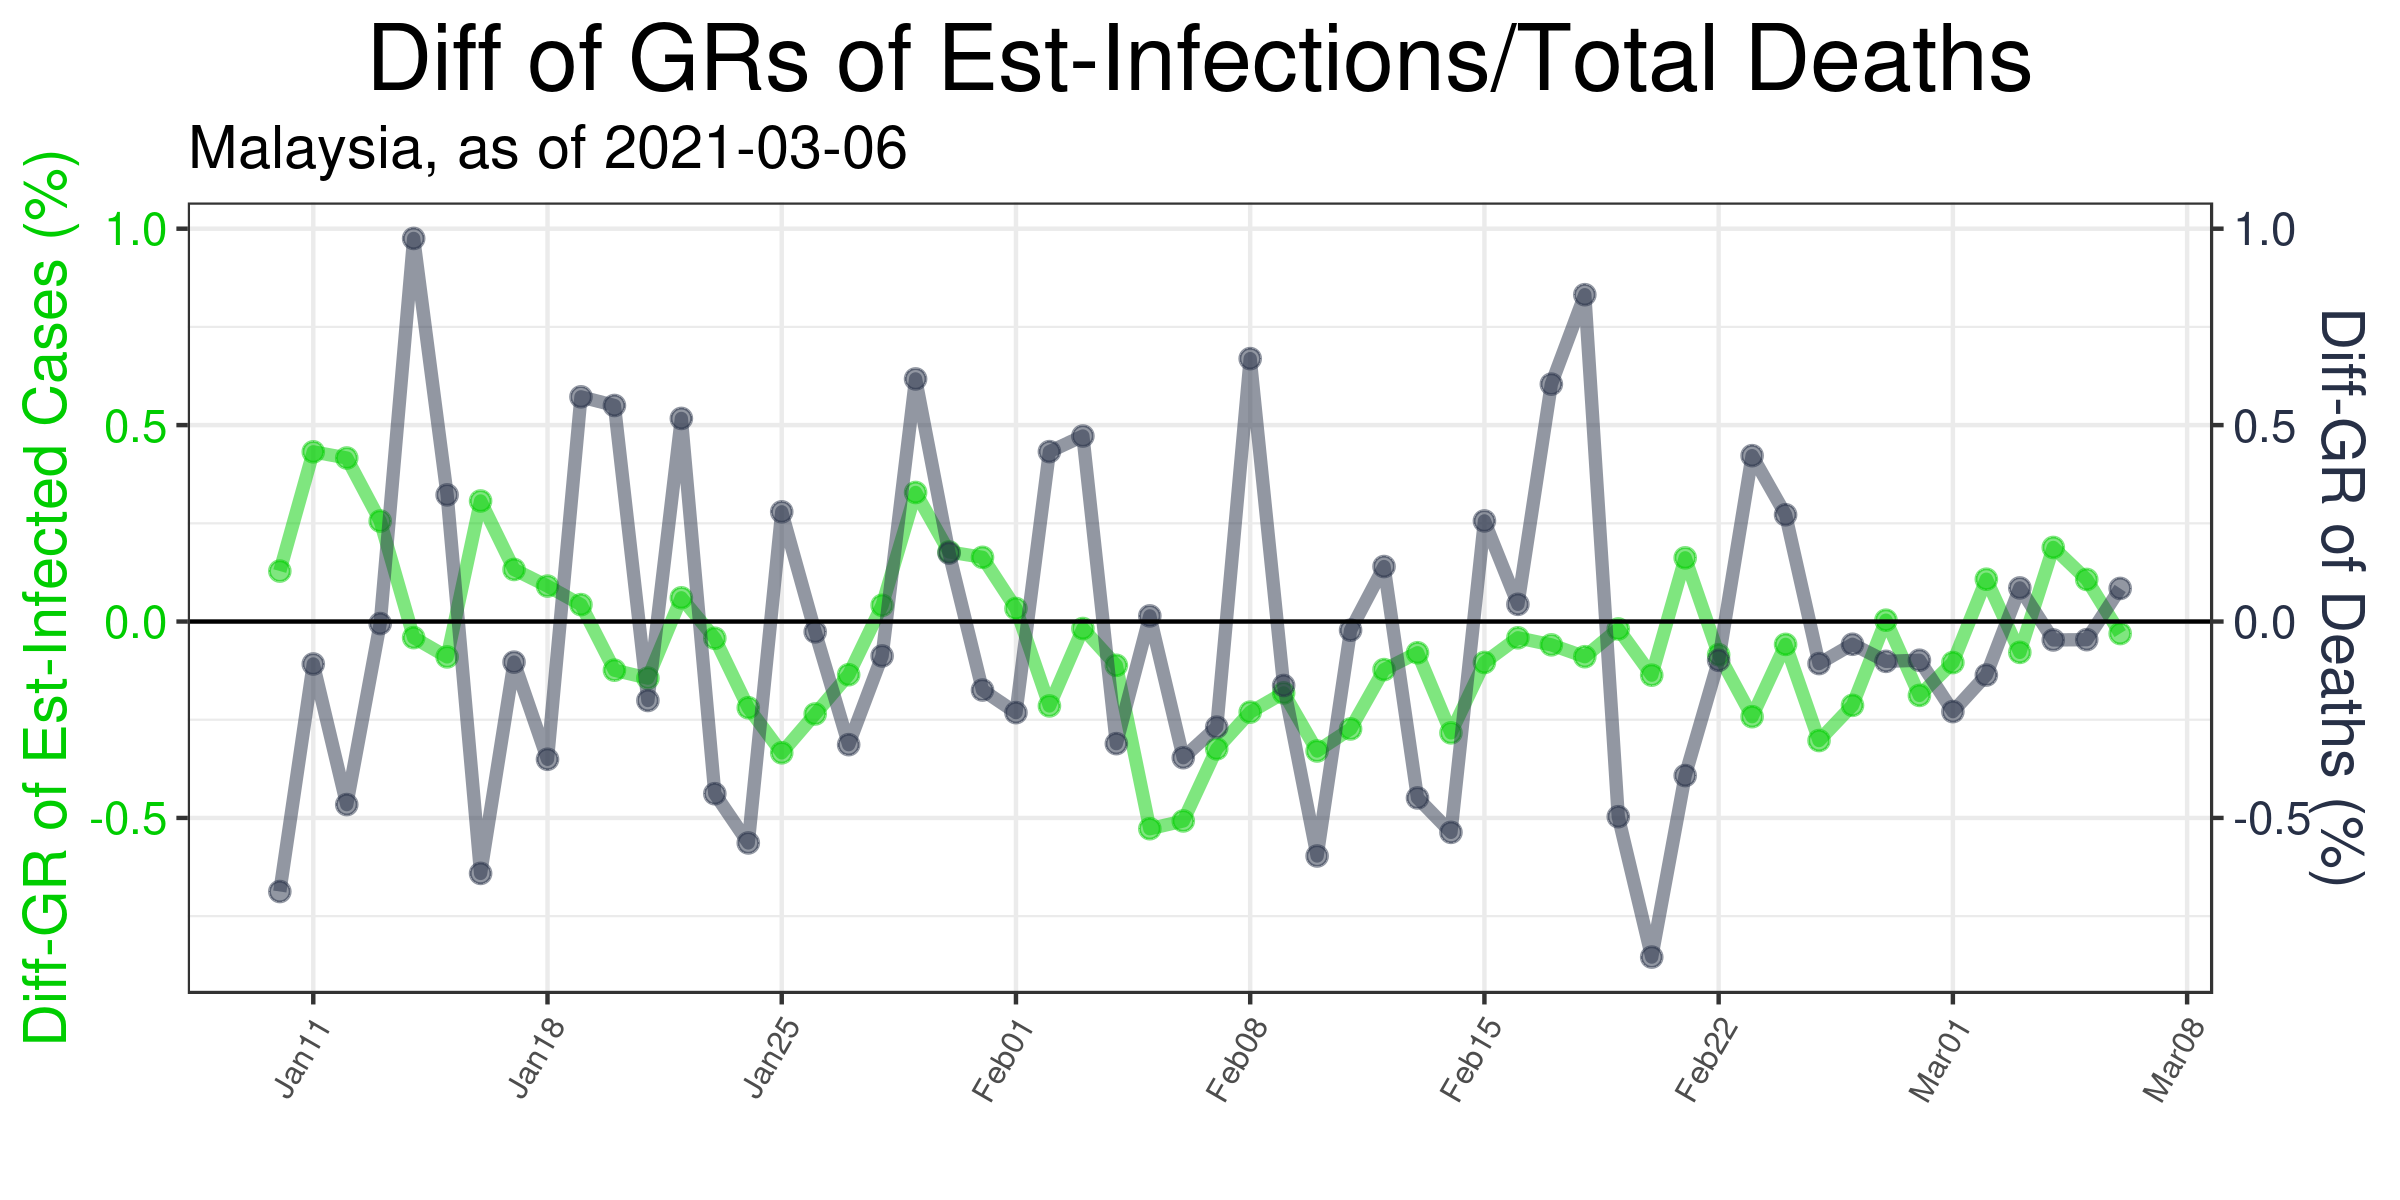 Diff of GRs of Est-Infections/Total Deaths
Malaysia, as of 2021-03-06
Diff-GR of Est-Infected Cases (%)
1.0
0.5
0.0
-0.5
1.0
0.5
0.0
-0.5
Diff-GR of Deaths (%)
Jan11
Jan18
Jan25
Feb01
Feb08
Feb15
Feb22
Mar01
Mar08